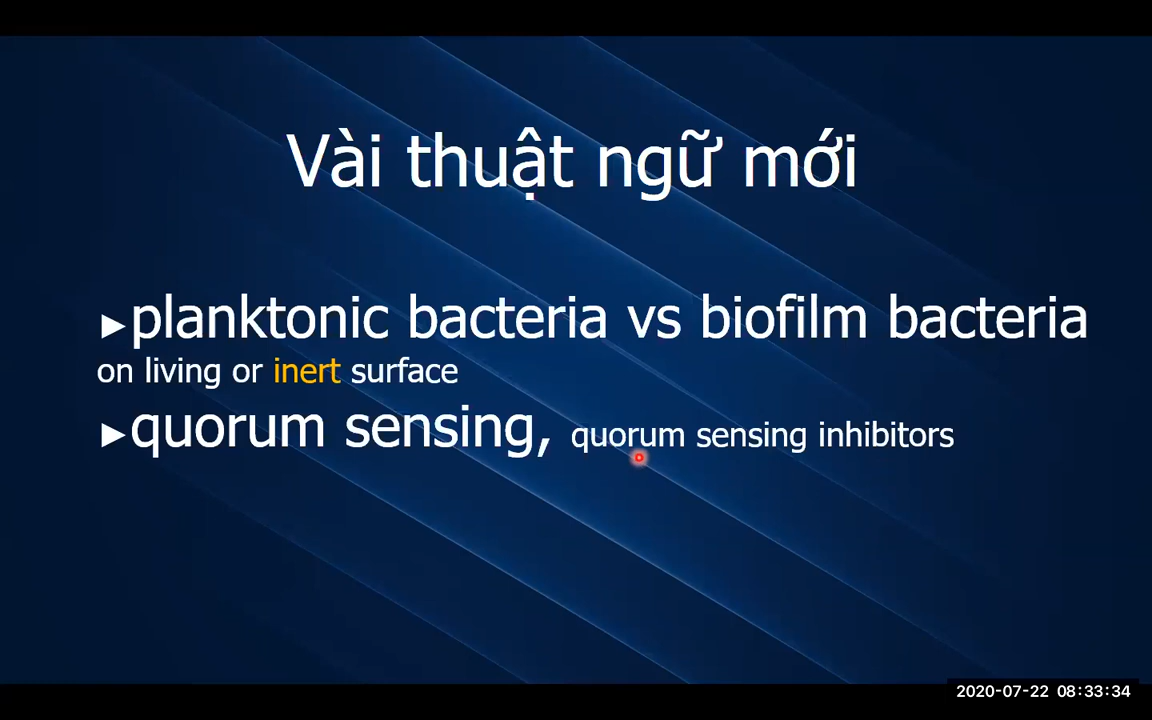 Vài thuật ngữ mới
►planktonic bacteria vs biofilm bacteria
on living or inert surface
►quorum sensing, quorum sensing inhibitors
2020-07-22 08:33:34